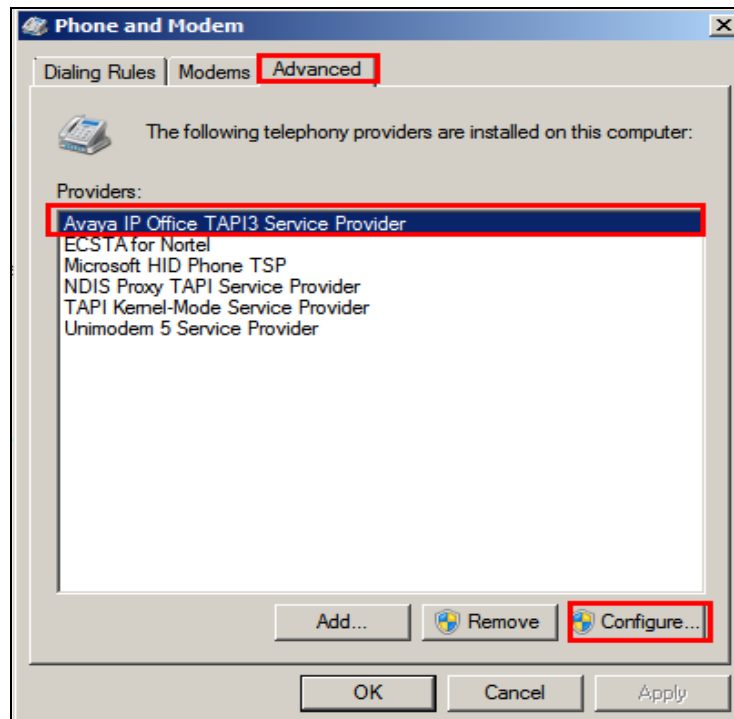 Phone and Modem
Dialing Rules Modems Advanced
The following telephony providers are installed on this computer:
Providers:
Avaya IP Office TAPI3 Service Provider
ECSTA for Nortel
Microsoft HID Phone TSP
NDIS Proxy TAPI Service Provider
TAPI Kernel-Mode Service Provider
Unimodem 5 Service Provider
Add... Remove Configure...
OK Cancel Apply